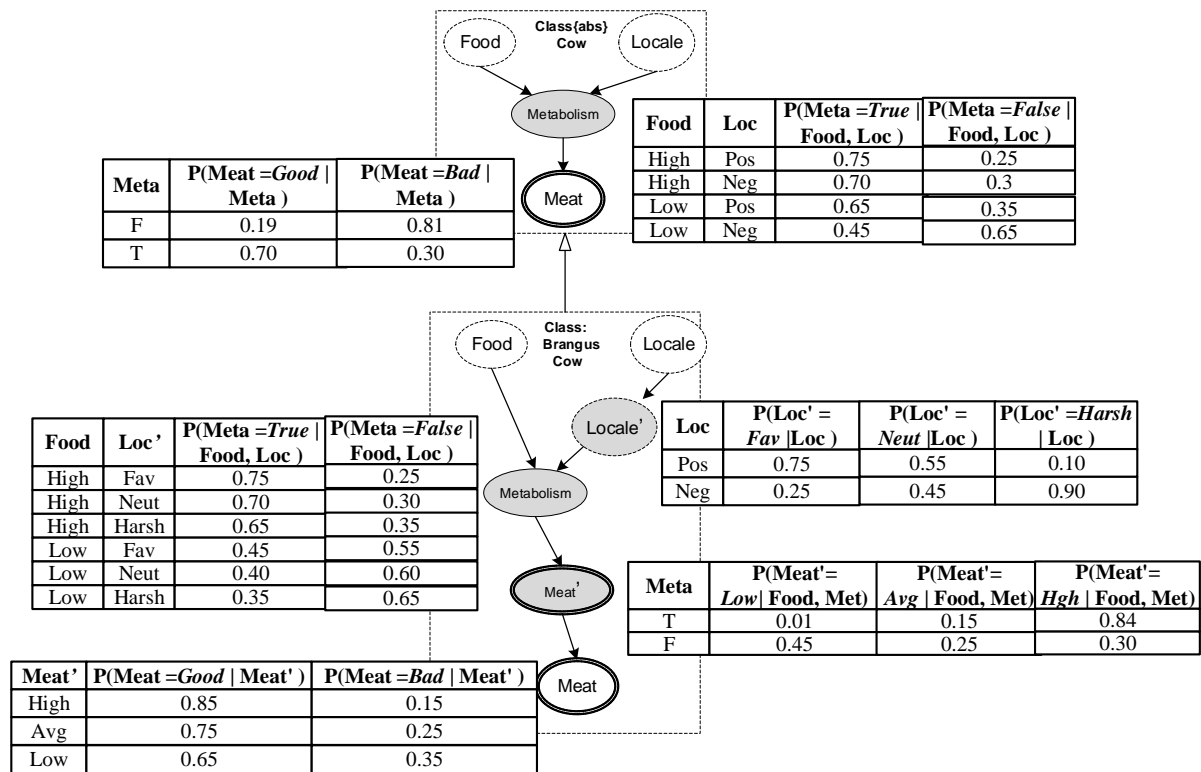 Class{abs}
Cow
Food
Locale
Metabolism
Meat
Food Loc P(Meta =True | Food, Loc ) P(Meta =False | Food, Loc )
High Pos 0.75 0.25
High Neg 0.70 0.3
Low Pos 0.65 0.35
Low Neg 0.45 0.65
Meta P(Meat =Good | Meta ) P(Meat =Bad | Meta )
F 0.19 0.81
T 0.70 0.30
Class:
Brangus
Cow
Food
Locale
Locale’
Metabolism
Meat’
Meat
Food Loc’ P(Meta =True | Food, Loc ) P(Meta =False | Food, Loc )
High Fav 0.75 0.25
High Neut 0.70 0.30
High Harsh 0.65 0.35
Low Fav 0.45 0.55
Low Neut 0.40 0.60
Low Harsh 0.35 0.65
Loc P(Loc' = Fav |Loc ) P(Loc' = Neut |Loc ) P(Loc' =Harsh | Loc )
Pos 0.75 0.55 0.10
Neg 0.25 0.45 0.90
Meta P(Meat'= Low| Food, Met) P(Meat'= Avg | Food, Met) P(Meat'= Hgh | Food, Met)
T 0.01 0.15 0.84
F 0.45 0.25 0.30
Meat’ P(Meat =Good | Meat' ) P(Meat =Bad | Meat' )
High 0.85 0.15
Avg 0.75 0.25
Low 0.65 0.35